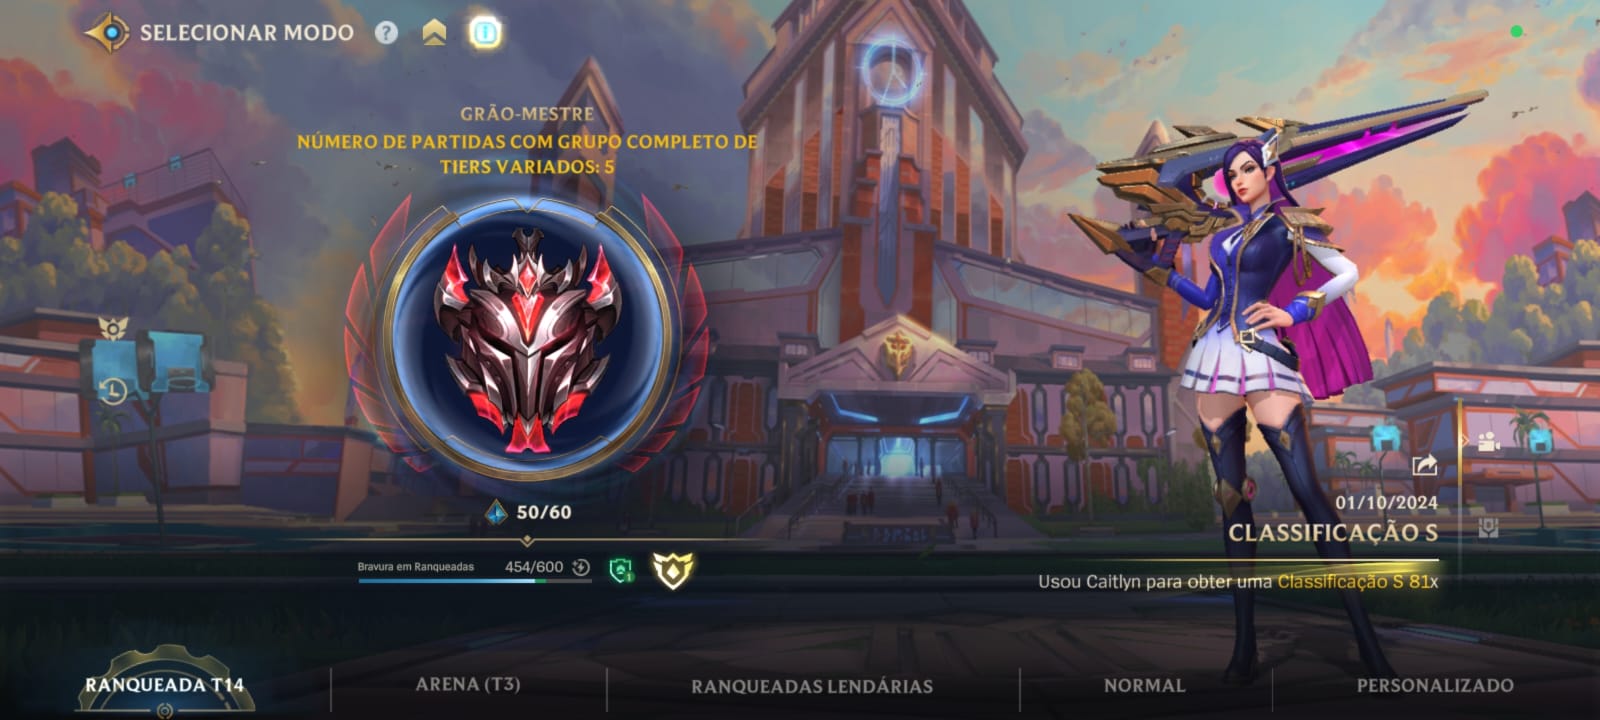 SELECIONAR MODO
GRÃO-MESTRE
NÚMERO DE PARTIDAS COM GRUPO COMPLETO DE
TIERS VARIADOS: 5
50/60
Bravura em Ranqueadas 454/600
1
01/10/2024
CLASSIFICAÇÃO S
Usou Caitlyn para obter uma Classificação S 81x
RANQUEADA T14
ARENA (T3)
RANQUEADAS LENDÁRIAS
NORMAL
PERSONALIZADO